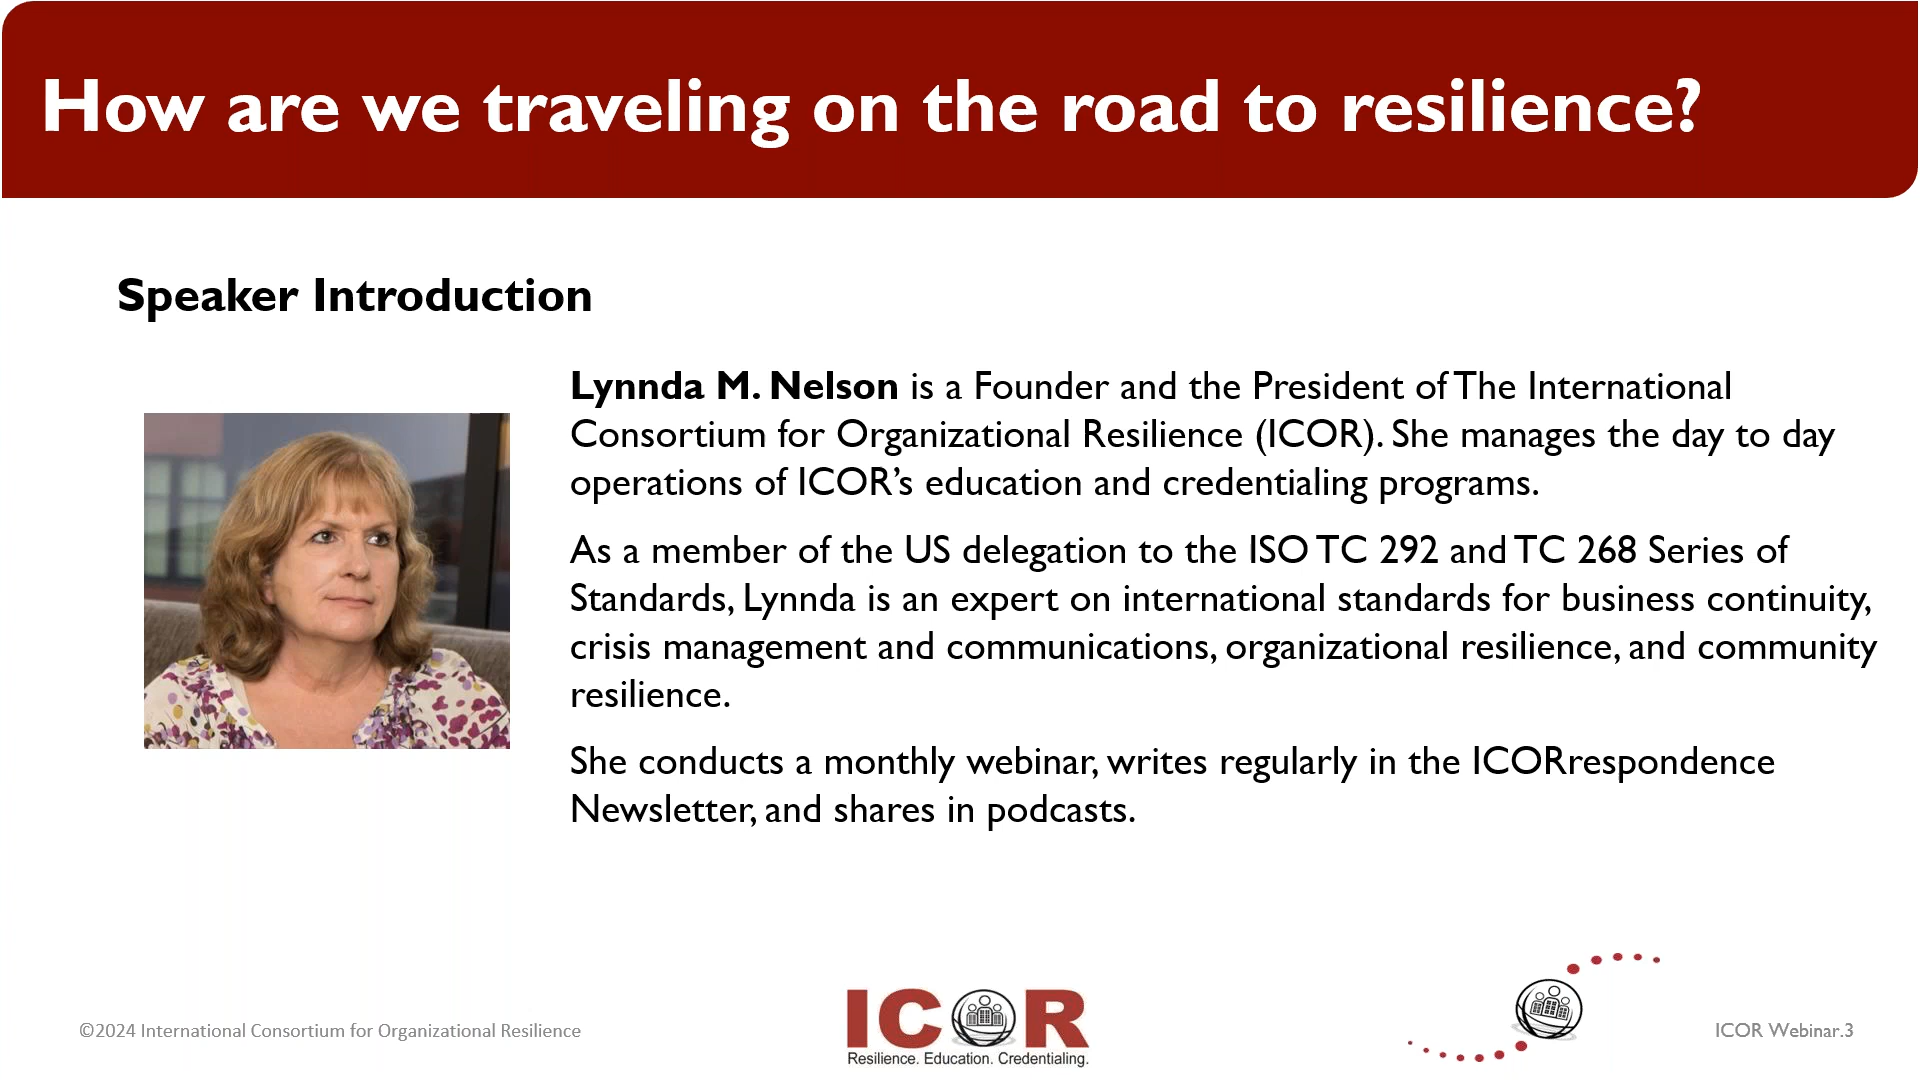 How are we traveling on the road to resilience?
Speaker Introduction
Lynnda M. Nelson is a Founder and the President of The International
Consortium for Organizational Resilience (ICOR). She manages the day to day
operations of ICOR’s education and credentialing programs.
As a member of the US delegation to the ISO TC 292 and TC 268 Series of
Standards, Lynnda is an expert on international standards for business continuity,
crisis management and communications, organizational resilience, and community
resilience.
She conducts a monthly webinar, writes regularly in the ICORrespondence
Newsletter, and shares in podcasts.
©2024 International Consortium for Organizational Resilience
ICOR
Resilience. Education. Credentialing.
ICOR Webinar.3